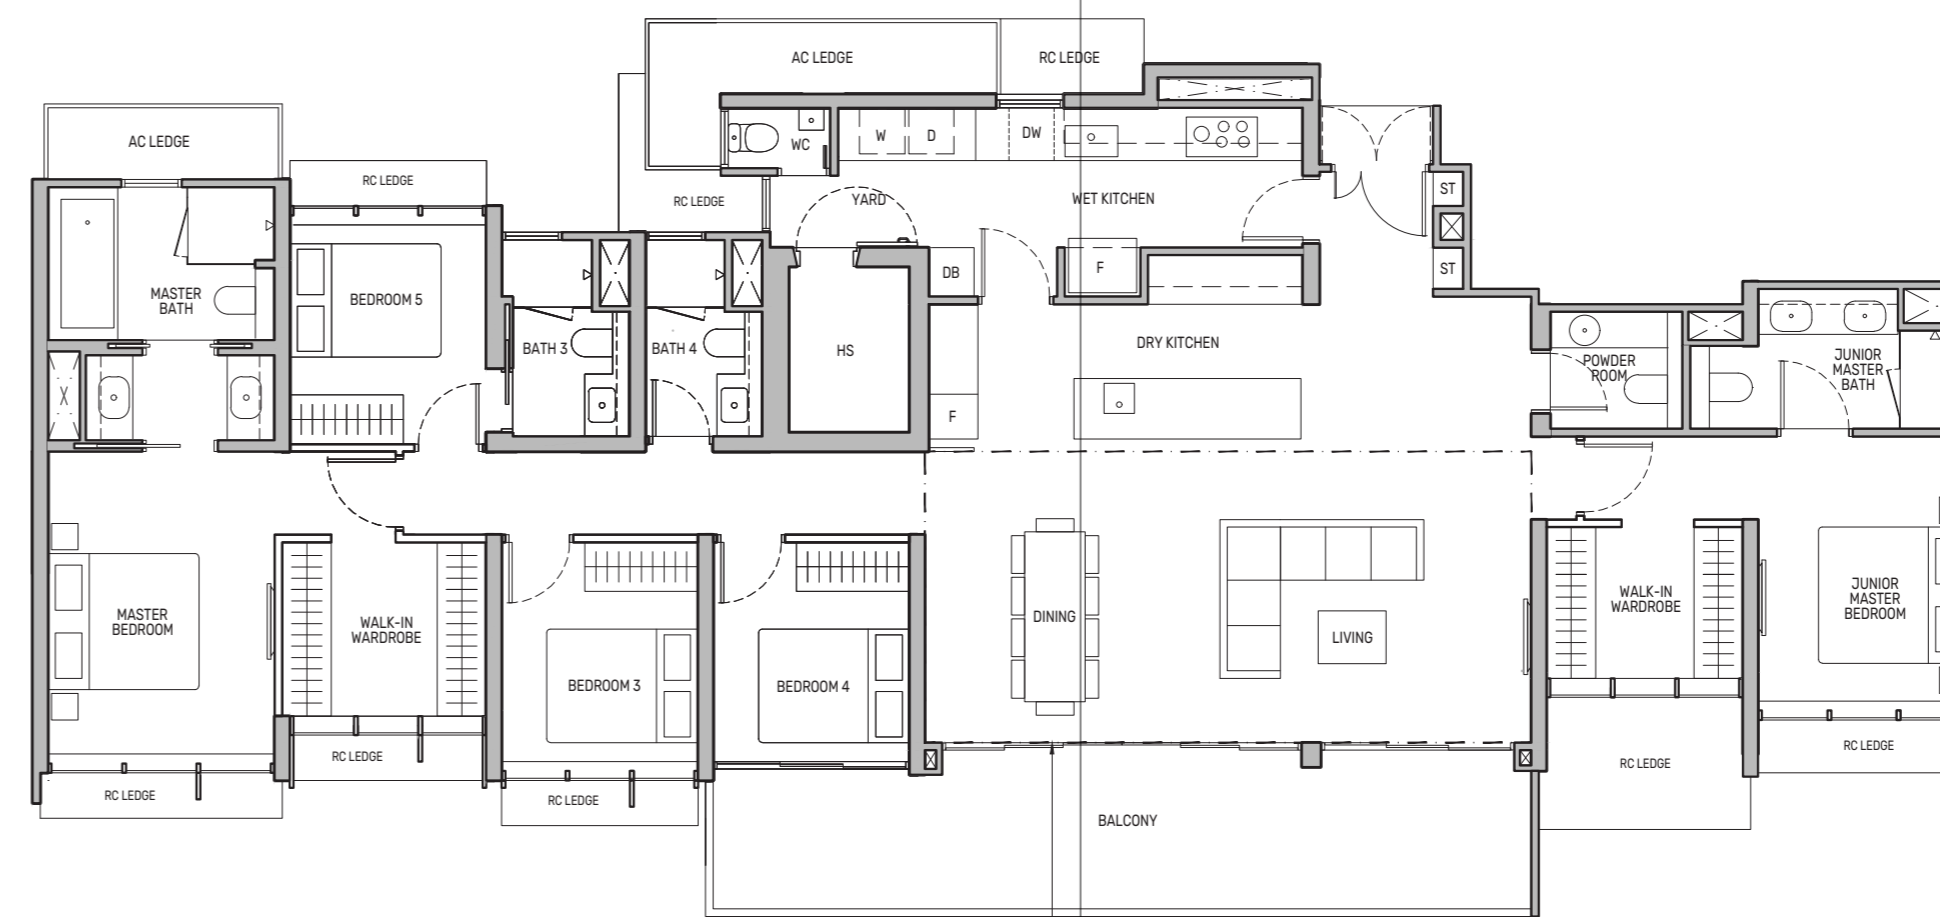 AC LEDGE
RC LEDGE
AC LEDGE
WC
W
D
DW
RC LEDGE
RC LEDGE
YARD
WET KITCHEN
ST
ST
MASTER
BATH
BEDROOM 5
DB
F
BATH 3
BATH 4
HS
DRY KITCHEN
POWDER
ROOM
JUNIOR
MASTER
BATH
F
MASTER
BEDROOM
WALK-IN
WARDROBE
BEDROOM 3
BEDROOM 4
DINING
LIVING
WALK-IN
WARDROBE
JUNIOR
MASTER
BEDROOM
RC LEDGE
RC LEDGE
RC LEDGE
BALCONY
RC LEDGE
RC LEDGE